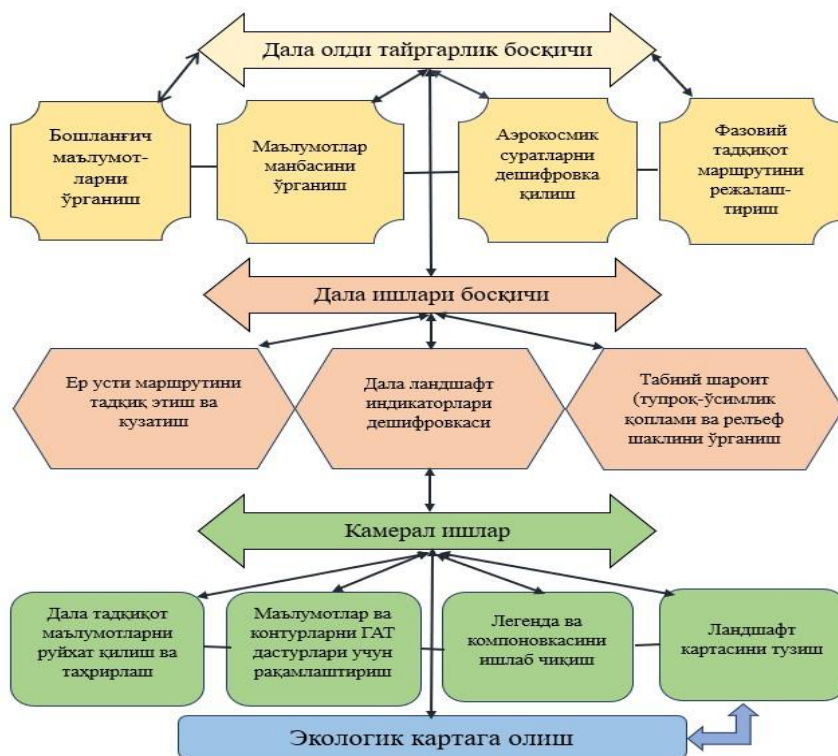 Дала олди тайргарлик босқичи
Бошланғич
маълумот-
ларни
ўрганиш
Маълумотлар
манбасини
ўрганиш
Аэрокосмик
суратларни
дешифровка
қилиш
Фазовий
тадқиқот
маршрутини
режалаш-
тириш
Дала ишлари босқичи
Ер усти маршрутини
тадқиқ этиш ва
кузатиш
Дала ландшафт
индикаторлари
дешифровкаси
Табиий шароит
(тупроқ-ўсимлик
қоплами ва рельеф
шаклини ўрганиш
Камерал ишлар
Дала тадқиқот
маълумотларни
руйхат қилиш ва
таҳрирлаш
Маълумотлар ва
контурларни ГАТ
дастурлари учун
рақамлаштириш
Легенда ва
компоновкасини
ишлаб чиқиш
Ландшафт
картасини тузиш
Экологик картага олиш